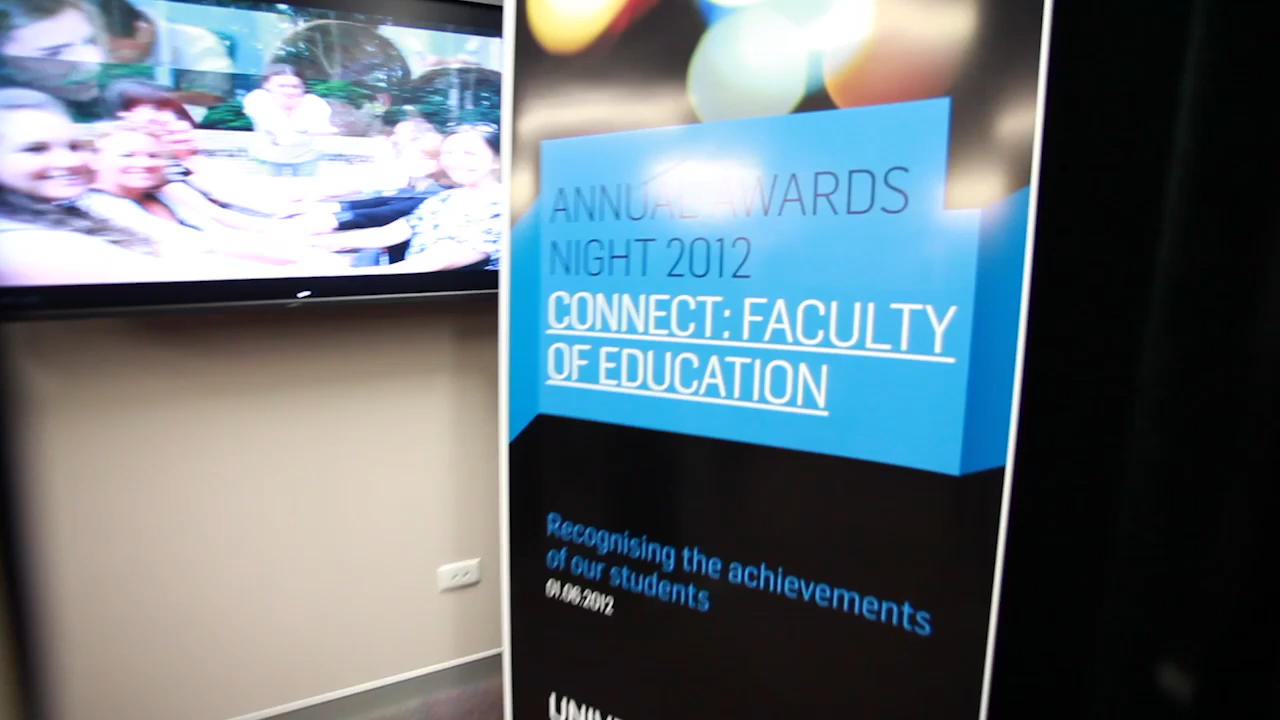 ANNUAL AWARDS
NIGHT 2012
CONNECT: FACULTY
OF EDUCATION
Recognising the achievements
of our students
01.06.2012